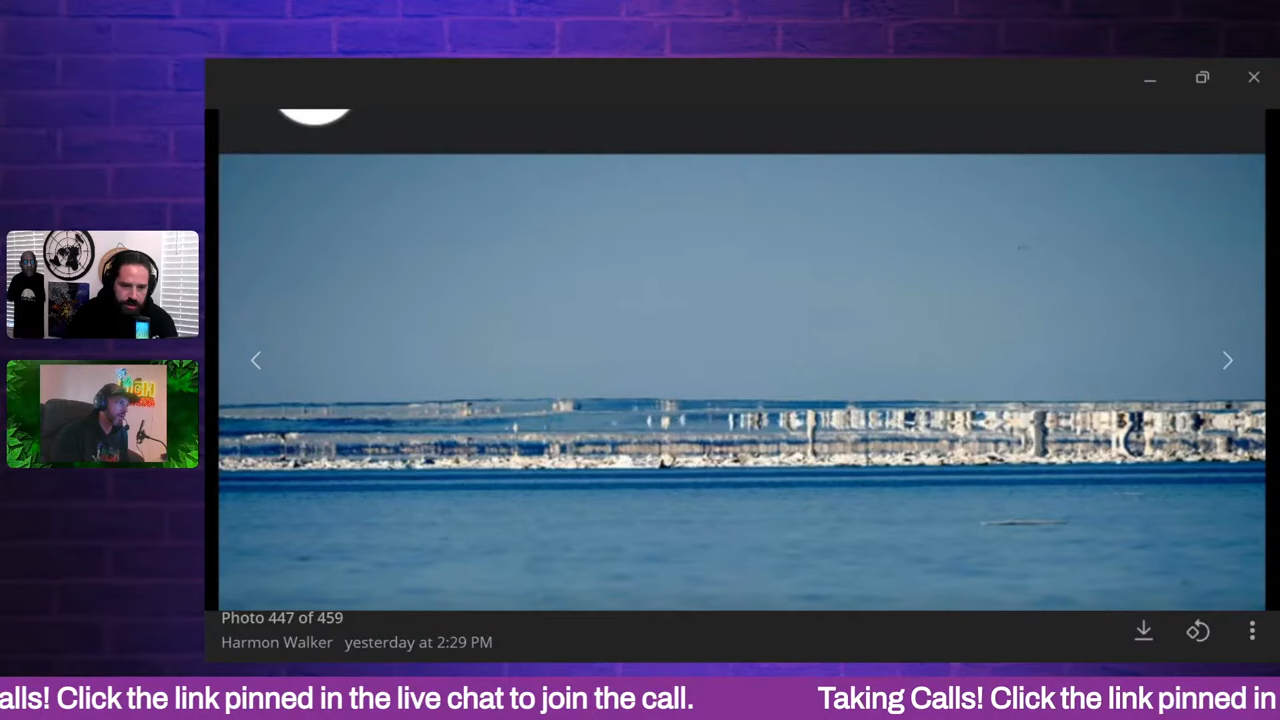 Photo 447 of 459
Harmon Walker yesterday at 2:29 PM
alls! Click the link pinned in the live chat to join the call. Taking Calls! Click the link pinned in